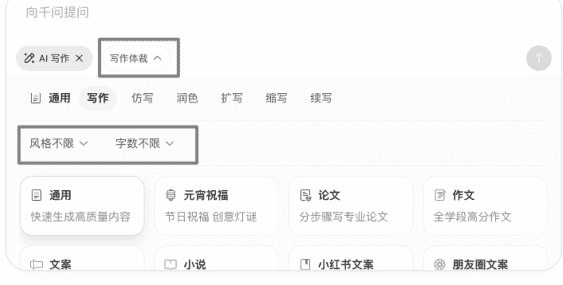 向千问提问
AI 写作 × 写作体裁
通用 写作 仿写 润色 扩写 缩写 续写
风格不限 字数不限
通用 元宵祝福 论文 作文
快速生成高质量内容 节日祝福 创意灯谜 分步骤写专业论文 全学段高分作文
文案 小说 小红书文案 朋友圈文案